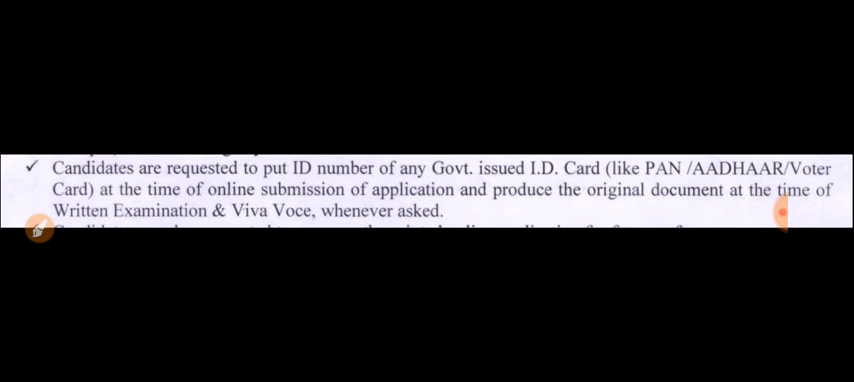 ✓ Candidates are requested to put ID number of any Govt. issued I.D. Card (like PAN /AADHAAR/Voter
Card) at the time of online submission of application and produce the original document at the time of
Written Examination & Viva Voce, whenever asked.